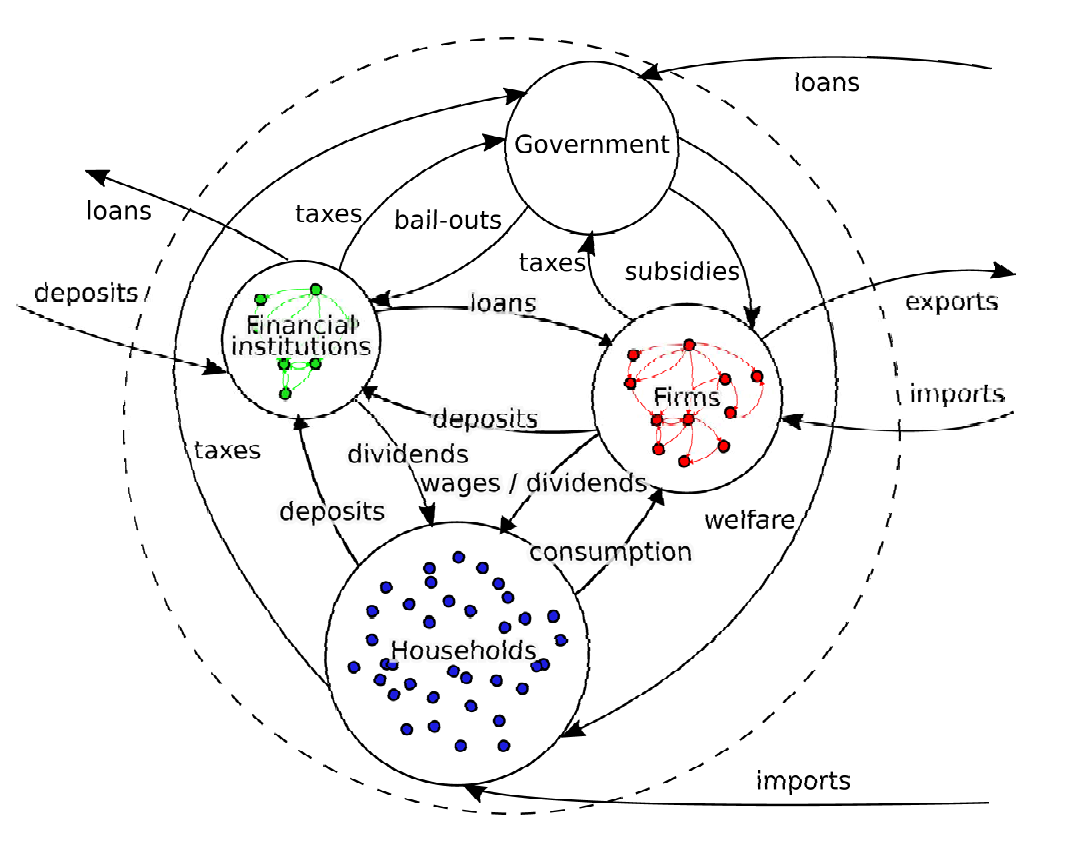 loans
Government
loans
taxes
bail-outs
taxes
subsidies
deposits
loans
exports
Financial
institutions
Firms
imports
deposits
taxes
dividends
wages / dividends
deposits
welfare
consumption
Households
imports